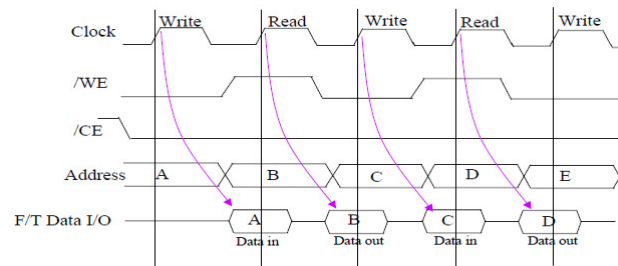 Write Read Write Read Write
Clock
/WE
/CE
Address A B C D E
F/T Data I/O A B C D
Data in Data out Data in Data out